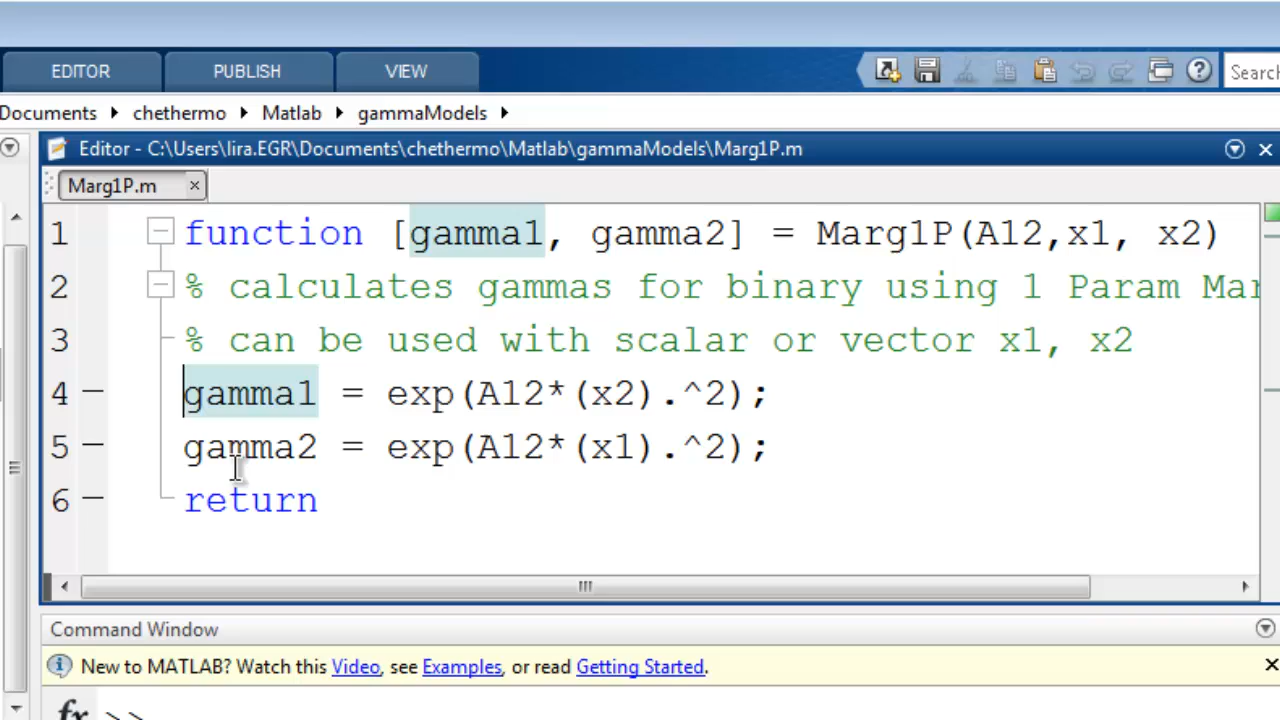 EDITOR PUBLISH VIEW Search
Documents chethermo Matlab gammaModels
Editor - C:\Users\lira.EGR\Documents\chethermo\Matlab\gammaModels\Marg1P.m
Marg1P.m
1 function [gamma1, gamma2] = Marg1P(A12,x1, x2)
2 % calculates gammas for binary using 1 Param Mar
3 % can be used with scalar or vector x1, x2
4 gamma1 = exp(A12*(x2).^2);
5 gamma2 = exp(A12*(x1).^2);
6 return
Command Window
New to MATLAB? Watch this Video, see Examples, or read Getting Started.
fx >>